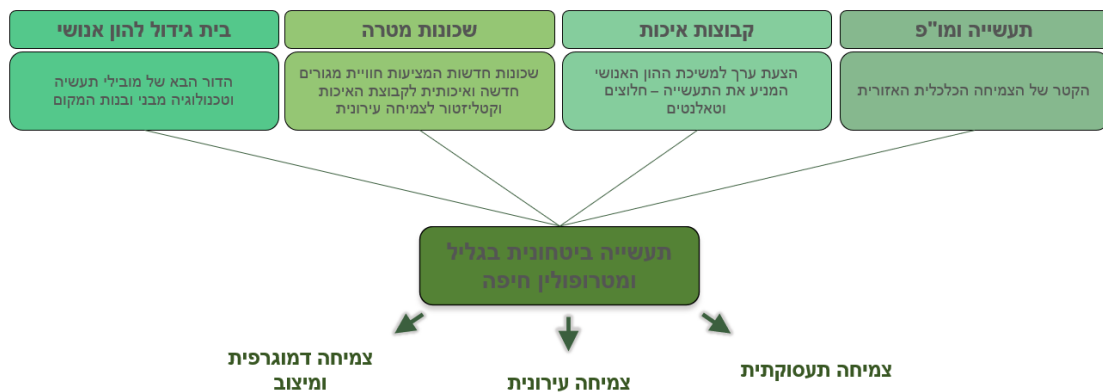 תעשייה ומו"פ
הקטר של הצמיחה הכלכלית האזורית
קבוצות איכות
הצעת ערך למשיכת ההון האנושי
המניע את התעשייה – חלוצים
וטאלנטים
שכונות מטרה
שכונות חדשות המציעות חוויית מגורים
חדשה ואיכותית לקבוצת האיכות
וקטליזטור לצמיחה עירונית
בית גידול להון אנושי
הדור הבא של מובילי תעשיה
וטכנולוגיה מבני ובנות המקום
תעשייה ביטחונית בגליל
ומטרופולין חיפה
צמיחה תעסוקתית
צמיחה עירונית
צמיחה דמוגרפית
ומיצוב